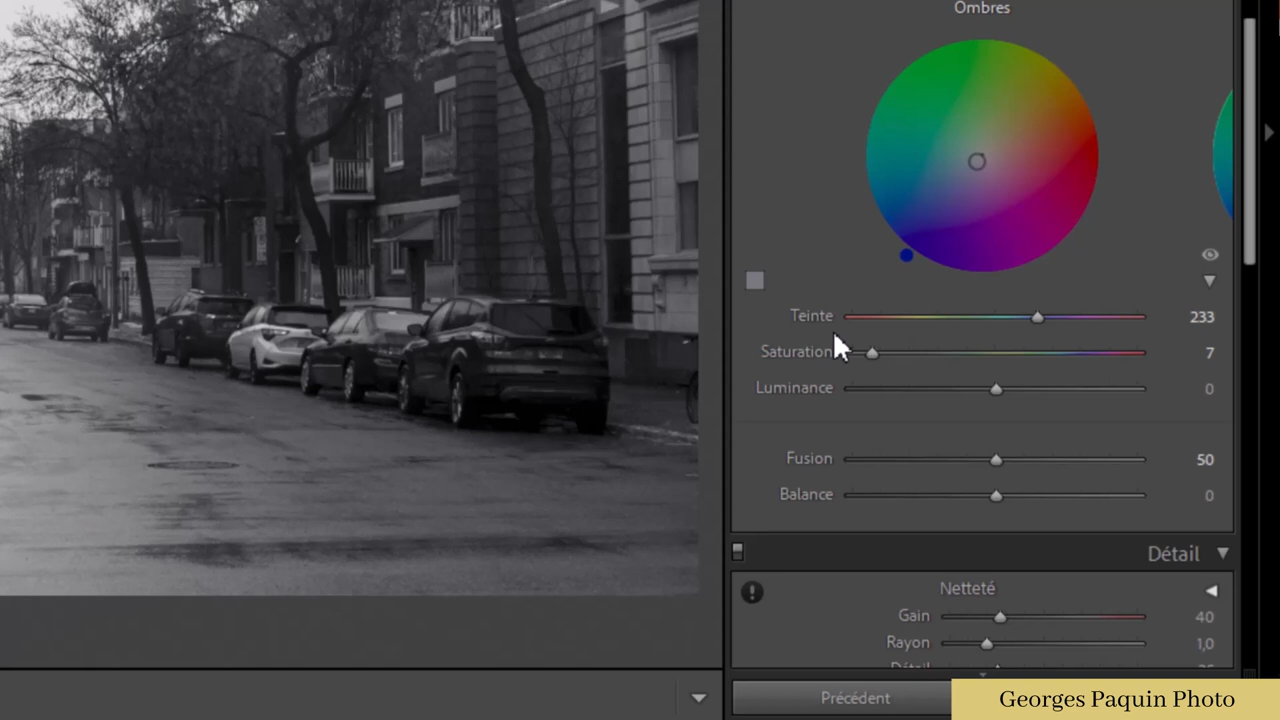 Ombres
Teinte 233
Saturation 7
Luminance 0
Fusion 50
Balance 0
Détail
Netteté
Gain 40
Rayon 1,0
Détail
Précédent
Georges Paquin Photo